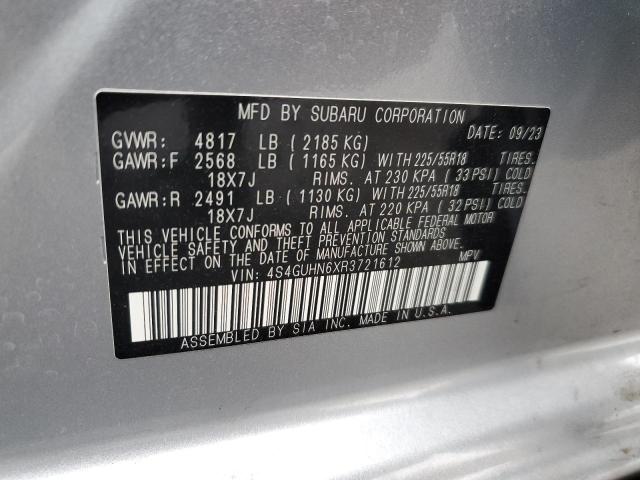 MFD BY SUBARU CORPORATION
DATE: 09/23
GVWR: 4817 LB ( 2185 KG)
GAWR: F 2568 LB ( 1165 KG) WITH 225/55R18 TIRES.
18X7J RIMS. AT 230 KPA ( 33 PSI) COLD
GAWR: R 2491 LB ( 1130 KG) WITH 225/55R18 TIRES.
18X7J RIMS. AT 220 KPA ( 32 PSI) COLD
THIS VEHICLE CONFORMS TO ALL APPLICABLE FEDERAL MOTOR
VEHICLE SAFETY AND THEFT PREVENTION STANDARDS IN EFFECT
ON THE DATE OF MANUFACTURE SHOWN ABOVE.
VIN: 4S4GUHN6XR3721612 MPV
ASSEMBLED BY SIA INC. MADE IN U.S.A.